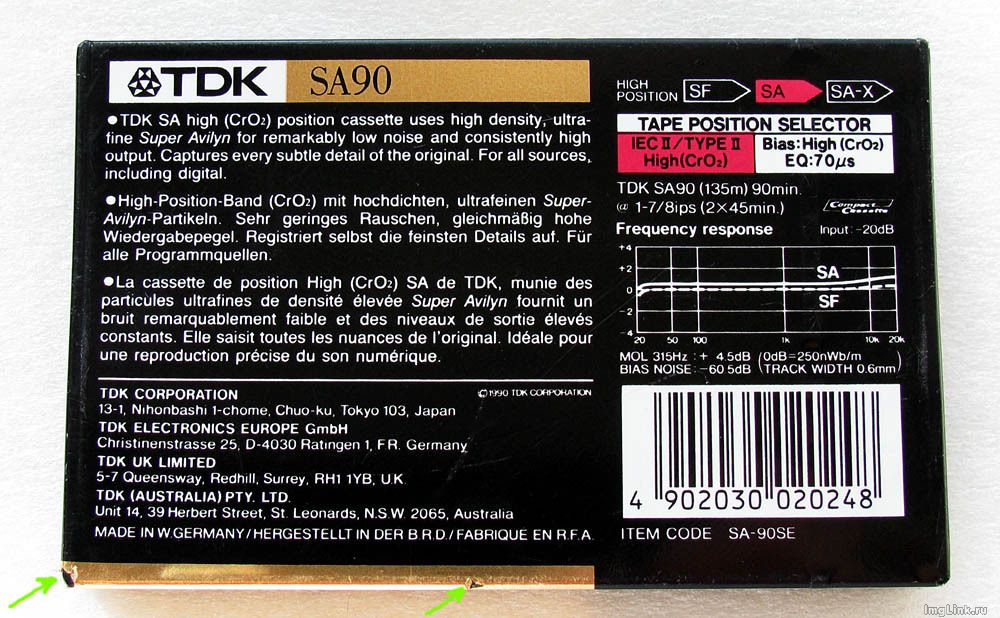 TDK SA90
●TDK SA high (CrO₂) position cassette uses high density, ultra-
fine Super Avilyn for remarkably low noise and consistently high
output. Captures every subtle detail of the original. For all sources,
including digital.
●High-Position-Band (CrO₂) mit hochdichten, ultrafeinen Super-
Avilyn-Partikeln. Sehr geringes Rauschen, gleichmäßig hohe
Wiedergabepegel. Registriert selbst die feinsten Details auf. Für
alle Programmquellen.
●La cassette de position High (CrO₂) SA de TDK, munie des
particules ultrafines de densité élevée Super Avilyn fournit un
bruit remarquablement faible et des niveaux de sortie élevés
constants. Elle saisit toutes les nuances de l'original. Idéale pour
une reproduction précise du son numérique.
TDK CORPORATION ©1990 TDK CORPORATION
13-1, Nihonbashi 1-chome, Chuo-ku, Tokyo 103, Japan
TDK ELECTRONICS EUROPE GmbH
Christinenstrasse 25, D-4030 Ratingen 1, F.R. Germany
TDK UK LIMITED
5-7 Queensway, Redhill, Surrey, RH1 1YB, U.K.
TDK (AUSTRALIA) PTY. LTD.
Unit 14, 39 Herbert Street, St. Leonards, N.S.W. 2065, Australia
MADE IN W.GERMANY/HERGESTELLT IN DER B.R.D./FABRIQUE EN R.F.A.
HIGH
POSITION SF SA SA-X
TAPE POSITION SELECTOR
IEC II/TYPE II
High (CrO₂)
Bias: High (CrO₂)
EQ: 70µs
TDK SA90 (135m) 90min.
@ 1-7/8ips (2×45min.)
Compact Cassette
Frequency response Input: -20dB
+4
+2
0
-2
-4
SA
SF
20 50 100 1k 10k 20k
MOL 315Hz : + 4.5dB (0dB=250nWb/m
BIAS NOISE : -60.5dB TRACK WIDTH 0.6mm)
4 902030 020248
ITEM CODE SA-90SE
ImgLink.ru